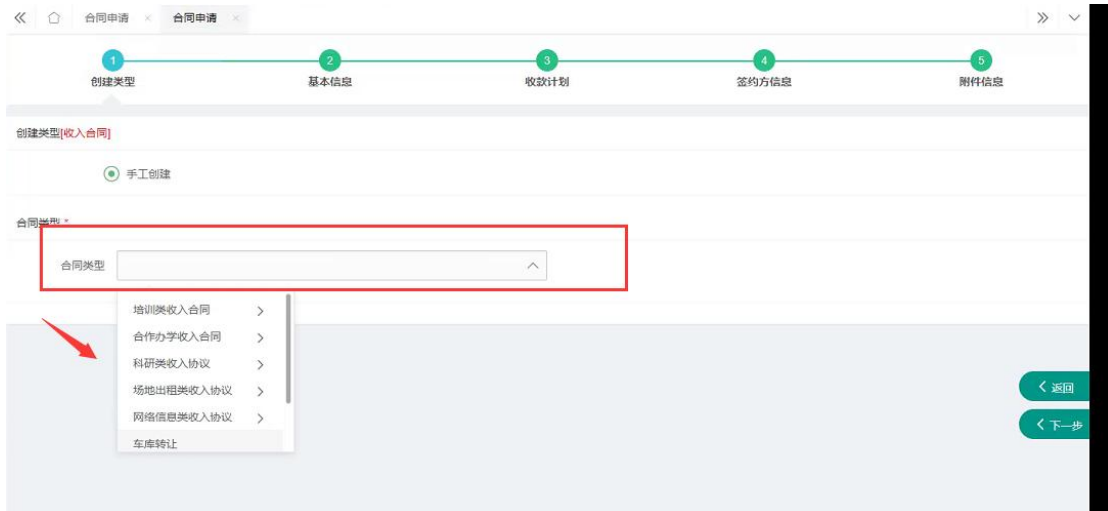 合同申请 × 合同申请 ×
1 2 3 4 5
创建类型 基本信息 收款计划 签约方信息 附件信息
创建类型[收入合同]
手工创建
合同类型 *
合同类型
培训类收入合同
合作办学收入合同
科研类收入协议
场地出租类收入协议
网络信息类收入协议
车库转让
返回
下一步